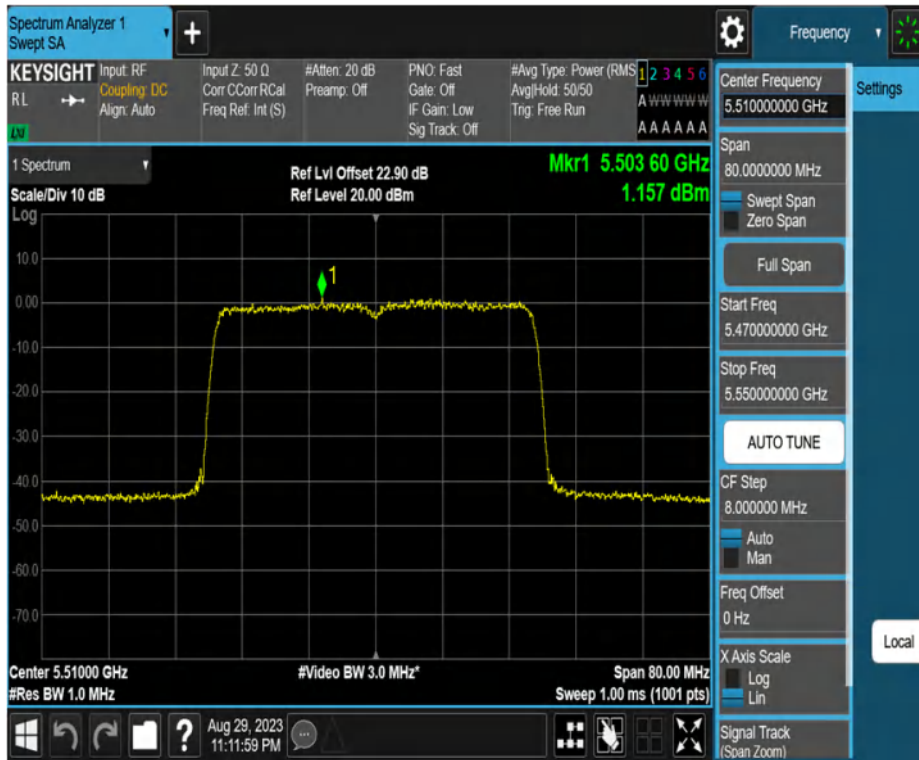 Spectrum Analyzer 1
Swept SA
+
Frequency
KEYSIGHT
RL
LXI
Input: RF
Coupling: DC
Align: Auto
Input Z: 50 Ω
Corr CCorr RCal
Freq Ref: Int (S)
#Atten: 20 dB
Preamp: Off
PNO: Fast
Gate: Off
IF Gain: Low
Sig Track: Off
#Avg Type: Power (RMS
Avg|Hold: 50/50
Trig: Free Run
1 2 3 4 5 6
A W W W W W
A A A A A A
1 Spectrum
Scale/Div 10 dB
Log
Ref Lvl Offset 22.90 dB
Ref Level 20.00 dBm
Mkr1 5.503 60 GHz
1.157 dBm
10.0
0.00
-10.0
-20.0
-30.0
-40.0
-50.0
-60.0
-70.0
1
Center 5.51000 GHz
#Res BW 1.0 MHz
#Video BW 3.0 MHz*
Span 80.00 MHz
Sweep 1.00 ms (1001 pts)
?
Aug 29, 2023
11:11:59 PM
Center Frequency
5.510000000 GHz
Span
80.0000000 MHz
Swept Span
Zero Span
Full Span
Start Freq
5.470000000 GHz
Stop Freq
5.550000000 GHz
AUTO TUNE
CF Step
8.000000 MHz
Auto
Man
Freq Offset
0 Hz
X Axis Scale
Log
Lin
Signal Track
(Span Zoom)
Settings
Local